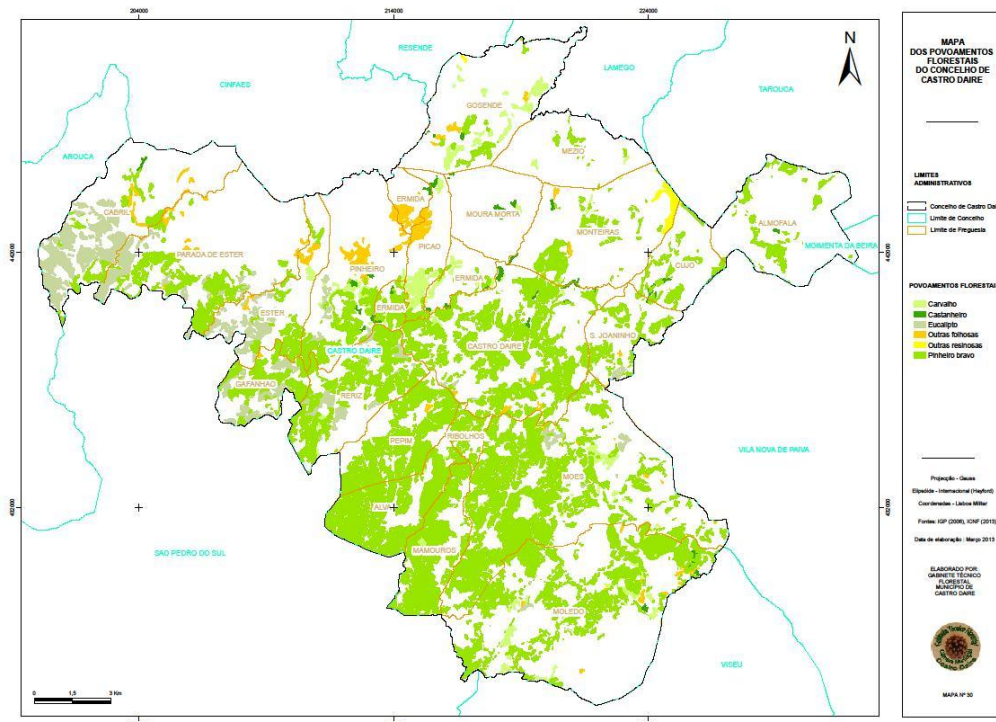 204000
214000
224000
RESENDE
CINFAES
LAMEGO
TAROUCA
AROUCA
N
GOSENDE
MEZIO
CABRIL
ERMIDA
MOURA MORTA
ALMOFALA
MONTEIRAS
PARADA DE ESTER
PICAO
MOIMENTA DA BEIRA
PINHEIRO
CUJO
ERMIDA
ERMIDA
ESTER
S. JOANINHO
CASTRO DAIRE
CASTRO DAIRE
GAFANHAO
RERIZ
PEPIM
RIBOLHOS
VILA NOVA DE PAIVA
MOES
ALVA
MAMOUROS
SAO PEDRO DO SUL
MOLEDO
VISEU
204000
214000
224000
0 1,5 3 Km
MAPA
DOS POVOAMENTOS
FLORESTAIS
DO CONCELHO DE
CASTRO DAIRE
LIMITES
ADMINISTRATIVOS
Concelho de Castro Dai
Limite de Concelho
Limite de Freguesia
POVOAMENTOS FLORESTAI
Carvalho
Castanheiro
Eucalipto
Outras folhosas
Outras resinosas
Pinheiro bravo
Projecção - Gauss
Elipsóide - Internacional (Hayford)
Coordenadas - Lisboa Militar
Fontes: IGP (2008), ICNF (2013)
Data de elaboração : Março 2013
ELABORADO POR:
GABINETE TÉCNICO
FLORESTAL
MUNICÍPIO DE
CASTRO DAIRE
MAPA Nº 30